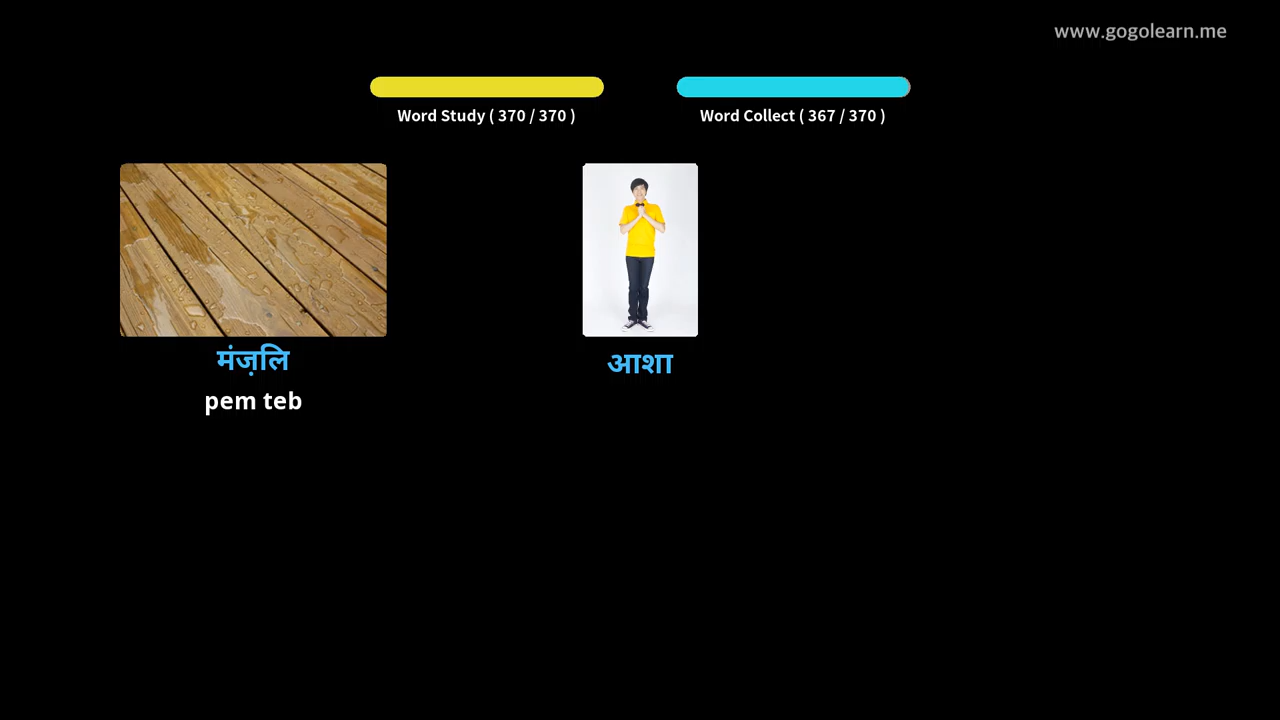 www.gogolearn.me
Word Study ( 370 / 370 )
Word Collect ( 367 / 370 )
मंज़लि
pem teb
आशा